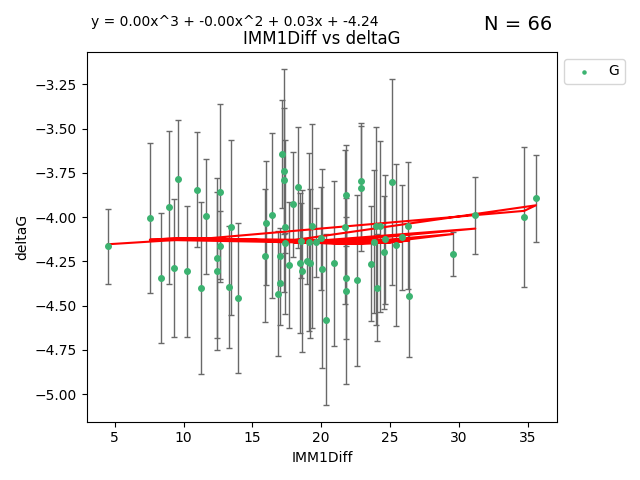 y = 0.00x^3 + -0.00x^2 + 0.03x + -4.24
N = 66
IMM1Diff vs deltaG
G
−3.25
−3.50
−3.75
−4.00
−4.25
−4.50
−4.75
−5.00
deltaG
5 10 15 20 25 30 35
IMM1Diff